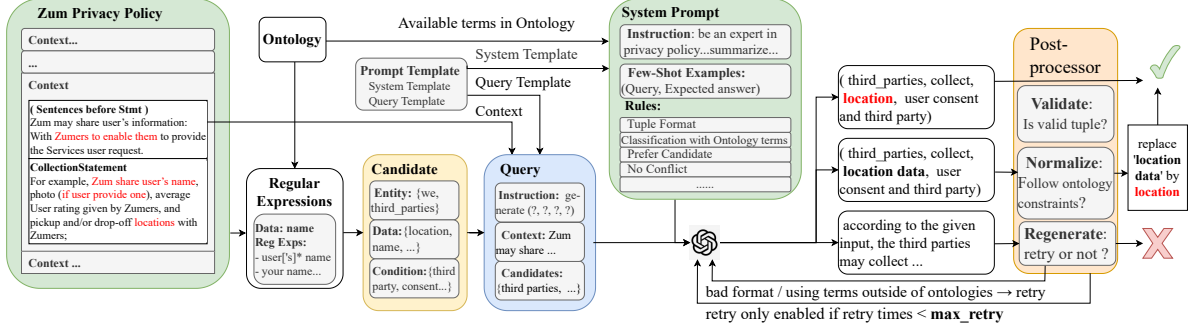 Zum Privacy Policy
Context...
...
Context
( Sentences before Stmt )
Zum may share user's information:
With Zumers to enable them to provide
the Services user request.
CollectionStatement
For example, Zum share user's name,
photo (if user provide one), average
User rating given by Zumers, and
pickup and/or drop-off locations with
Zumers;
Context ...
Ontology
Available terms in Ontology
Prompt Template
System Template
Query Template
System Template
Query Template
Context
Regular
Expressions
Data: name
Reg Exps:
- user['s]* name
- your name...
Candidate
Entity: {we,
third_parties}
Data:{location,
name, ...}
Condition:{third
party, consent...}
Query
Instruction: ge-
nerate (?, ?, ?, ?)
Context: Zum
may share ...
Candidates:
{third parties, ...}
System Prompt
Instruction: be an expert in
privacy policy...summarize...
Few-Shot Examples:
(Query, Expected answer)
Rules:
Tuple Format
Classification with Ontology terms
Prefer Candidate
No Conflict
......
( third_parties, collect,
location, user consent
and third party)
( third_parties, collect,
location data, user
consent and third party)
according to the given
input, the third parties
may collect ...
Post-
processor
Validate:
Is valid tuple?
Normalize:
Follow ontology
constraints?
Regenerate:
retry or not ?
replace
'location
data' by
location
bad format / using terms outside of ontologies → retry
retry only enabled if retry times < max_retry